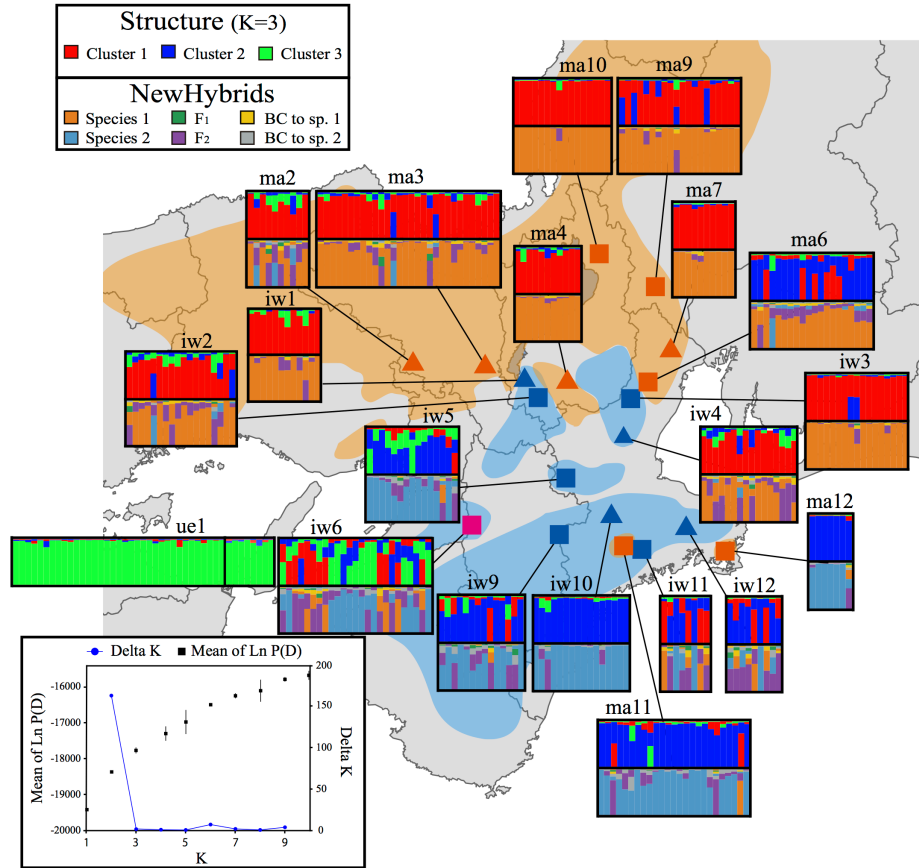 Structure (K=3)
Cluster 1 Cluster 2 Cluster 3
NewHybrids
Species 1 F1 BC to sp. 1
Species 2 F2 BC to sp. 2
ma10 ma9
ma2 ma3
ma7
ma4
ma6
iw1
iw2
iw3
iw5
iw4
ma12
ue1 iw6
iw9 iw10 iw11 iw12
ma11
Delta K Mean of Ln P(D)
Mean of Ln P(D)
-16000
-17000
-18000
-19000
-20000
200
150
100
50
0
Delta K
1 3 5 7 9
K